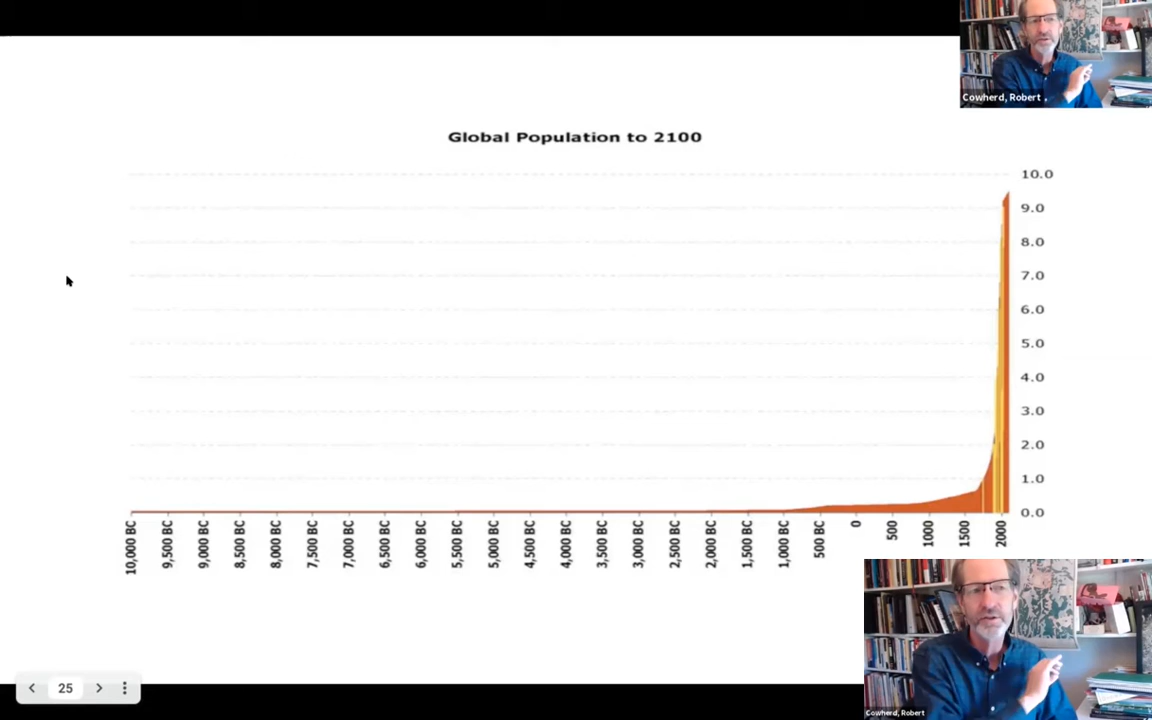 Cowherd, Robert
Global Population to 2100
10.0
9.0
8.0
7.0
6.0
5.0
4.0
3.0
2.0
1.0
0.0
10,000 BC
9,500 BC
9,000 BC
8,500 BC
8,000 BC
7,500 BC
7,000 BC
6,500 BC
6,000 BC
5,500 BC
5,000 BC
4,500 BC
4,000 BC
3,500 BC
3,000 BC
2,500 BC
2,000 BC
1,500 BC
1,000 BC
500 BC
0
500
1000
1500
2000
25
Cowherd, Robert